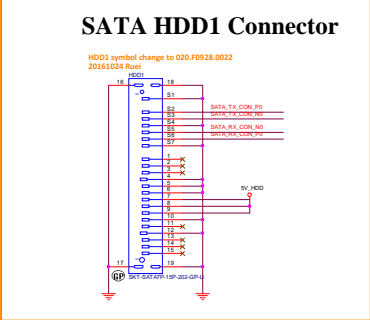 SATA HDD1 Connector
HDD1 symbol change to 020.F0928.0022
20161024 Ruei
HDD1
16 18
S1
S2 SATA_TX_CON_P0
S3 SATA_TX_CON_N0
S4
S5 SATA_RX_CON_N0
S6 SATA_RX_CON_P0
S7
1
2
3
4
5
6
7
8
9
10
11
12
13
14
15
5V_HDD
17 19
GP SKT-SATA7P-15P-202-GP-U